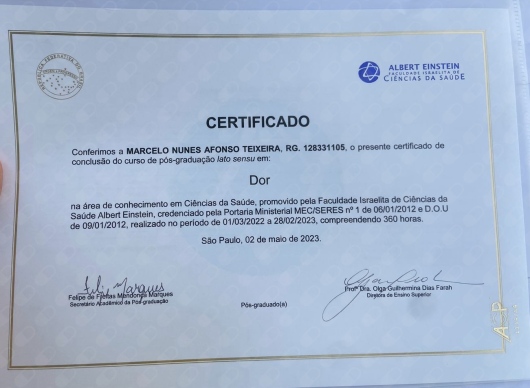 ALBERT EINSTEIN
FACULDADE ISRAELITA DE
CIÊNCIAS DA SAÚDE
CERTIFICADO
Conferimos a MARCELO NUNES AFONSO TEIXEIRA, RG. 128331105, o presente certificado de
conclusão do curso de pós-graduação lato sensu em:
Dor
na área de conhecimento em Ciências da Saúde, promovido pela Faculdade Israelita de Ciências da
Saúde Albert Einstein, credenciado pela Portaria Ministerial MEC/SERES nº 1 de 06/01/2012 e D.O.U
de 09/01/2012, realizado no período de 01/03/2022 a 28/02/2023, compreendendo 360 horas.
São Paulo, 02 de maio de 2023.
Felipe de Freitas Mendonça Marques
Secretário Acadêmico da Pós-graduação
Pós-graduado(a)
Profª Dra. Olga Guilhermina Dias Farah
Diretora de Ensino Superior